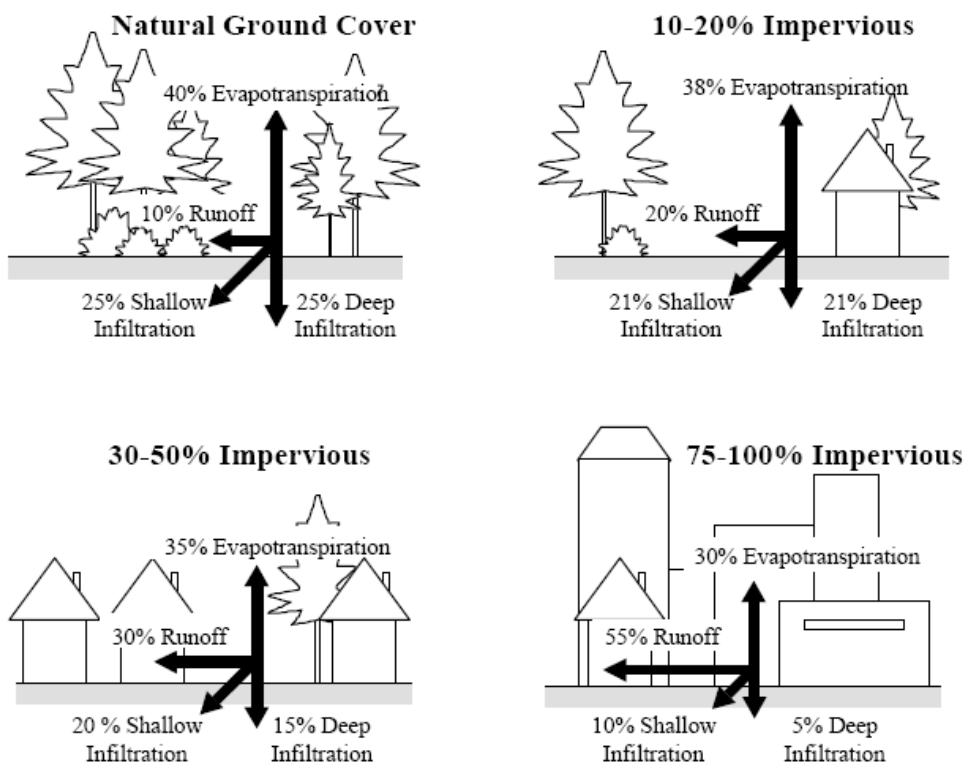 Natural Ground Cover
40% Evapotranspiration
10% Runoff
25% Shallow
Infiltration
25% Deep
Infiltration
10-20% Impervious
38% Evapotranspiration
20% Runoff
21% Shallow
Infiltration
21% Deep
Infiltration
30-50% Impervious
35% Evapotranspiration
30% Runoff
20 % Shallow
Infiltration
15% Deep
Infiltration
75-100% Impervious
30% Evapotranspiration
55% Runoff
10% Shallow
Infiltration
5% Deep
Infiltration